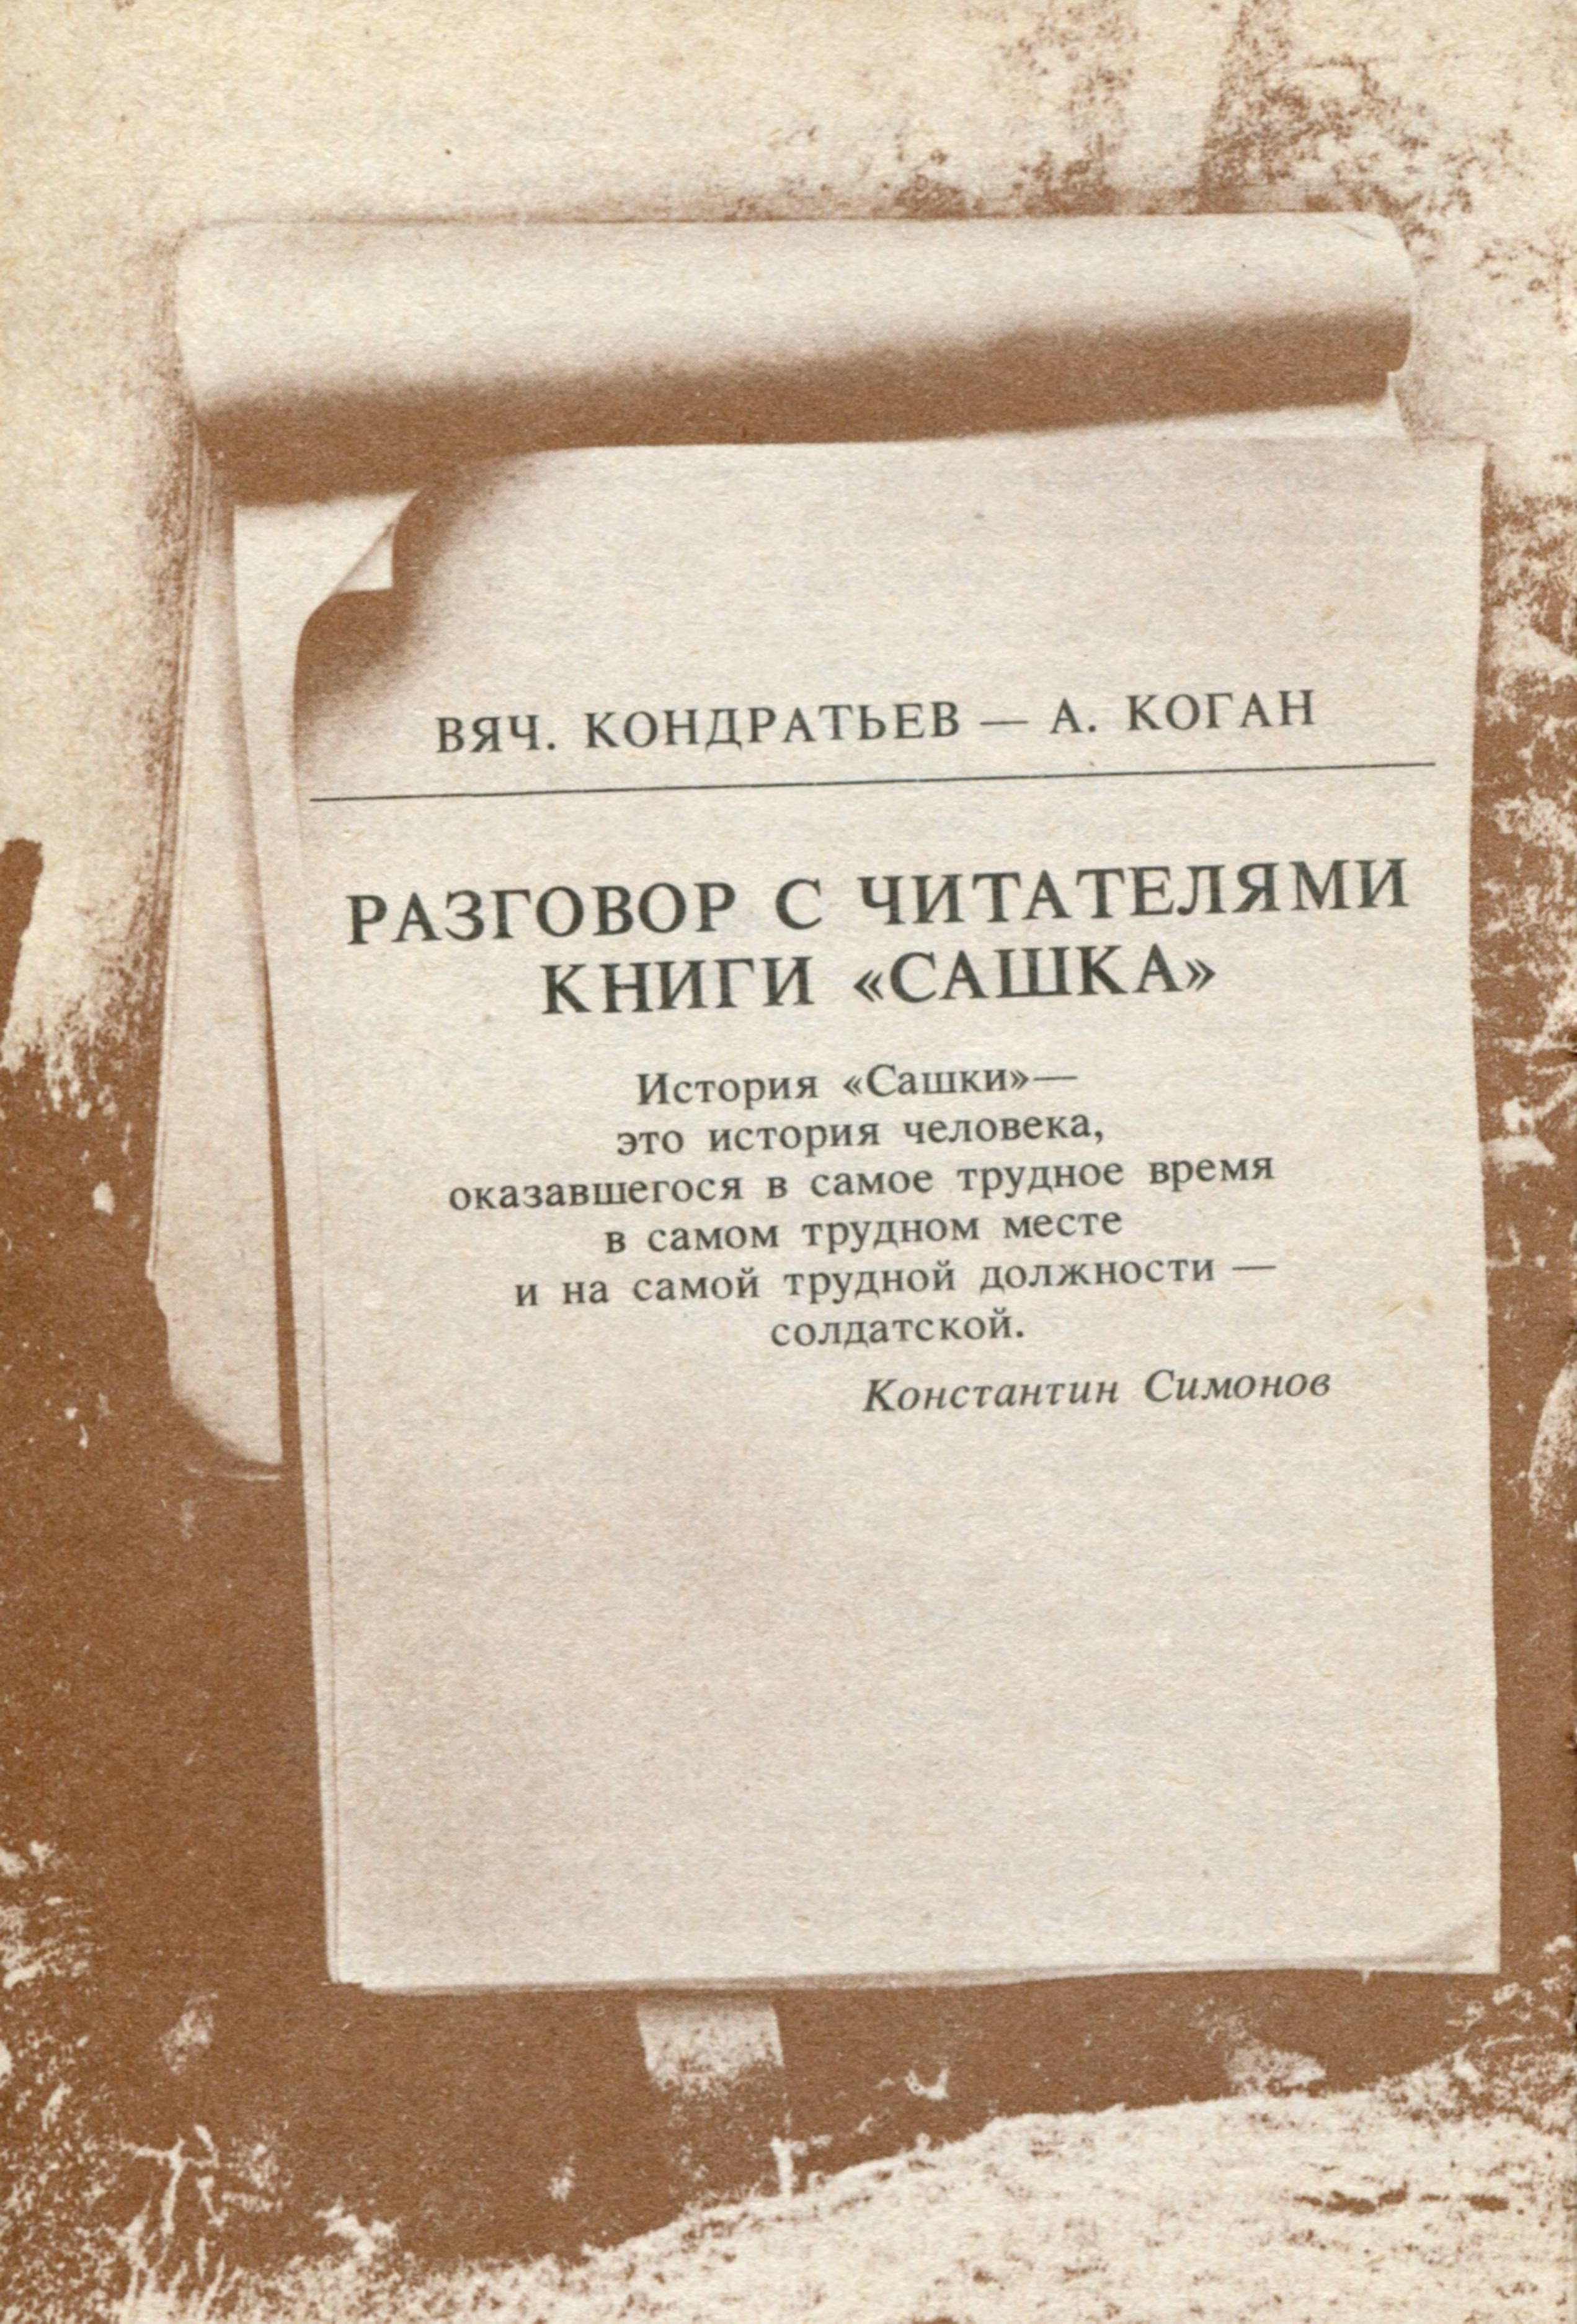 ВЯЧ. КОНДРАТЬЕВ — А. КОГАН
РАЗГОВОР С ЧИТАТЕЛЯМИ
КНИГИ «САШКА»
История «Сашки»—
это история человека,
оказавшегося в самое трудное время
в самом трудном месте
и на самой трудной должности —
солдатской.
Константин Симонов